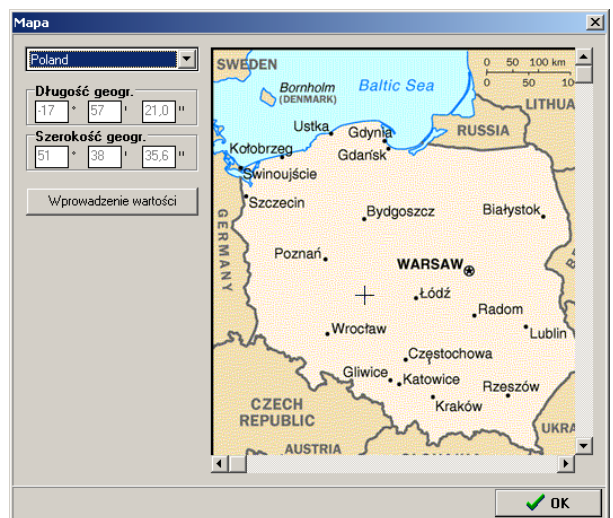 Mapa
Poland
Długość geogr.
-17 ° 57 ' 21,0 "
Szerokość geogr.
51 ° 38 ' 35,6 "
Wprowadzenie wartości
SWEDEN
0 50 100 km
0 50 10
Bornholm
(DENMARK)
Baltic Sea
LITHUA
RUSSIA
Ustka
Gdynia
Gdańsk
Kołobrzeg
Świnoujście
Szczecin
GERMANY
Bydgoszcz
Białystok
Poznań
WARSAW
Łódź
Radom
Wrocław
Lublin
Częstochowa
Gliwice
Katowice
Rzeszów
Kraków
CZECH
REPUBLIC
UKRA
AUSTRIA
OK